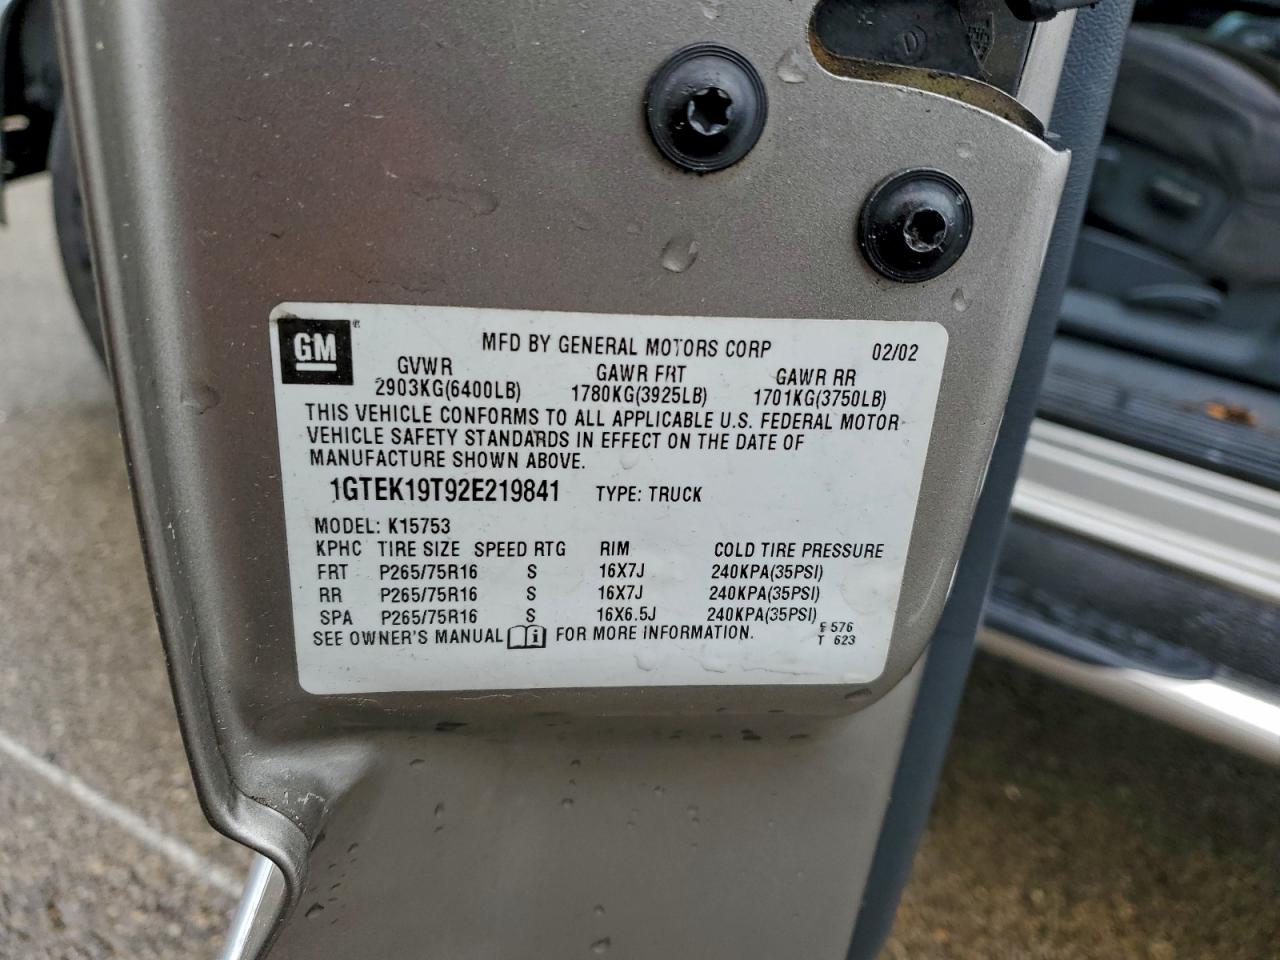 D
GM
MFD BY GENERAL MOTORS CORP 02/02
GVWR GAWR FRT GAWR RR
2903KG(6400LB) 1780KG(3925LB) 1701KG(3750LB)
THIS VEHICLE CONFORMS TO ALL APPLICABLE U.S. FEDERAL MOTOR
VEHICLE SAFETY STANDARDS IN EFFECT ON THE DATE OF
MANUFACTURE SHOWN ABOVE.
1GTEK19T92E219841 TYPE: TRUCK
MODEL: K15753
KPHC TIRE SIZE SPEED RTG RIM COLD TIRE PRESSURE
FRT P265/75R16 S 16X7J 240KPA(35PSI)
RR P265/75R16 S 16X7J 240KPA(35PSI)
SPA P265/75R16 S 16X6.5J 240KPA(35PSI)
SEE OWNER'S MANUAL i FOR MORE INFORMATION.
F 576
T 623